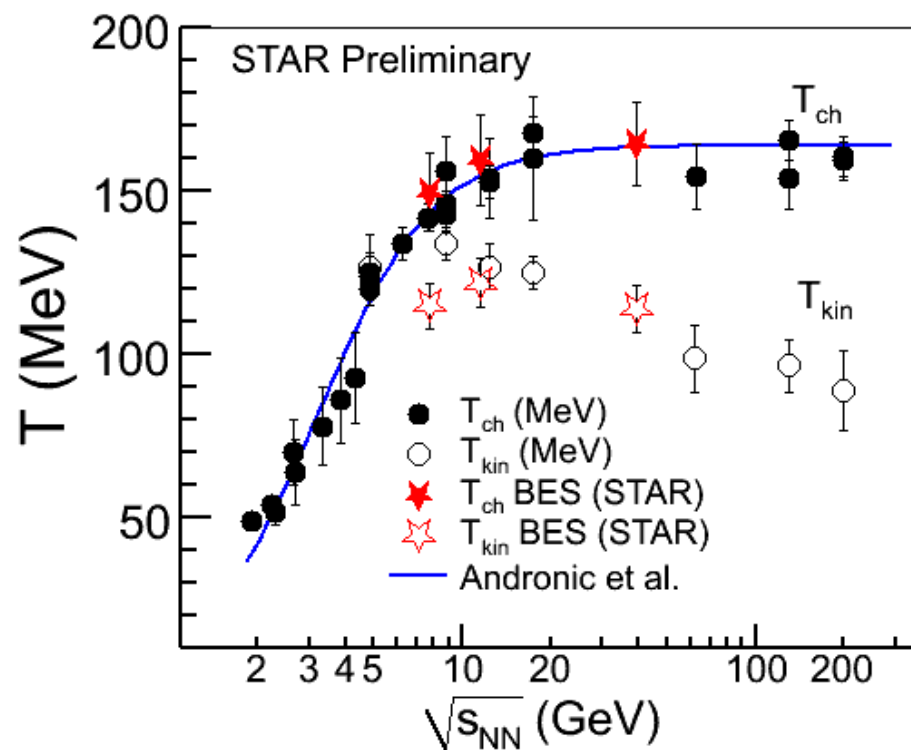 200
STAR Preliminary
T_ch
150
T (MeV)
T_kin
100
T_ch (MeV)
T_kin (MeV)
T_ch BES (STAR)
50
T_kin BES (STAR)
Andronic et al.
2 3 4 5 10 20 100 200
√s_NN (GeV)